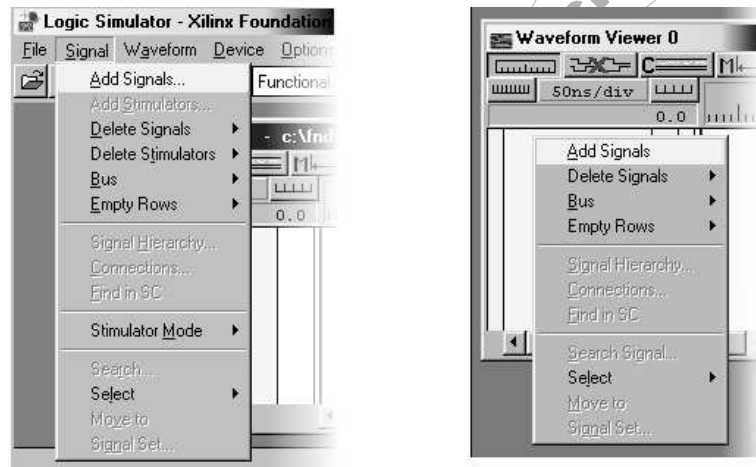 Logic Simulator - Xilinx Foundation
File Signal Waveform Device Options
Functional
Add Signals...
Add Stimulators...
Delete Signals
Delete Stimulators
Bus
Empty Rows
Signal Hierarchy...
Connections...
Find in SC
Stimulator Mode
Search...
Select
Move to
Signal Set...
- c:\fnd
0.0
Waveform Viewer 0
50ns/div
0.0
Add Signals
Delete Signals
Bus
Empty Rows
Signal Hierarchy...
Connections...
Find in SC
Search Signal...
Select
Move to
Signal Set...